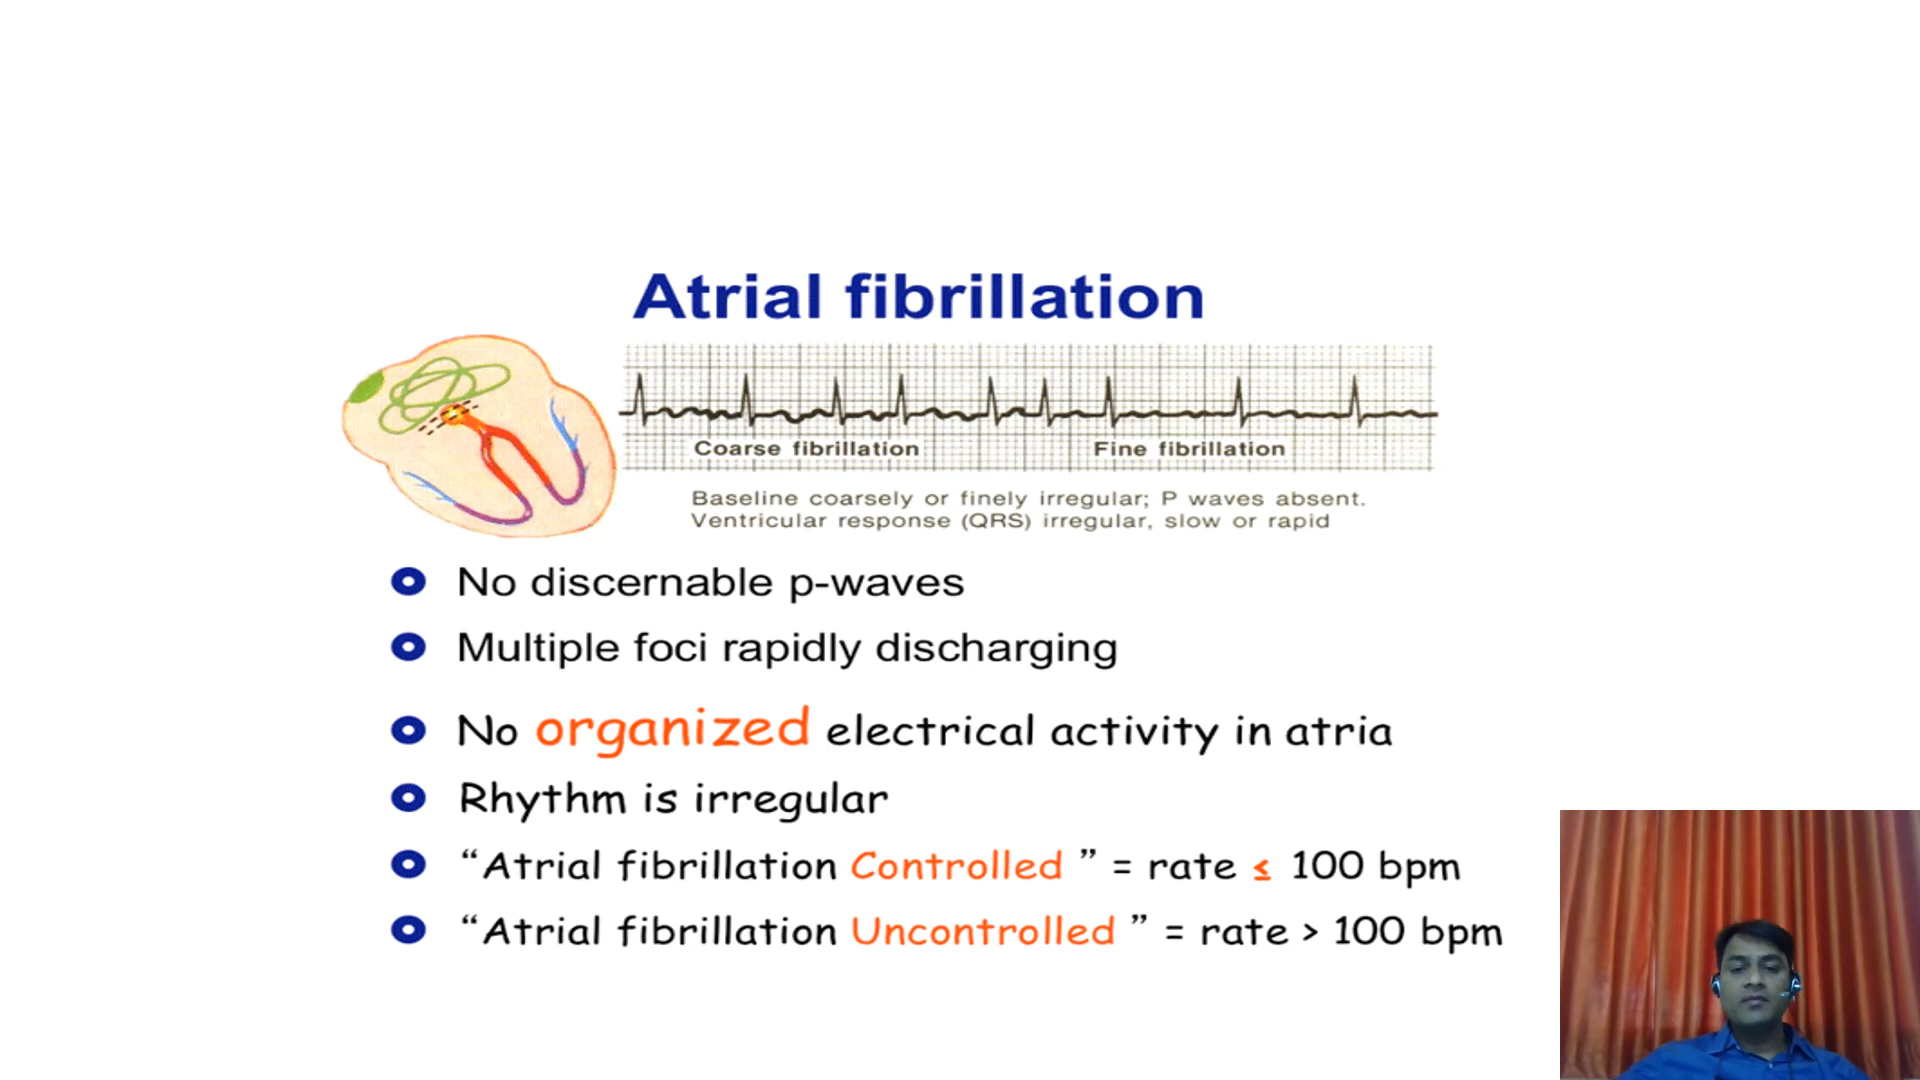 Atrial fibrillation
Coarse fibrillation
Fine fibrillation
Baseline coarsely or finely irregular; P waves absent.
Ventricular response (QRS) irregular, slow or rapid
No discernable p-waves
Multiple foci rapidly discharging
No organized electrical activity in atria
Rhythm is irregular
“Atrial fibrillation Controlled ” = rate ≤ 100 bpm
“Atrial fibrillation Uncontrolled ” = rate > 100 bpm